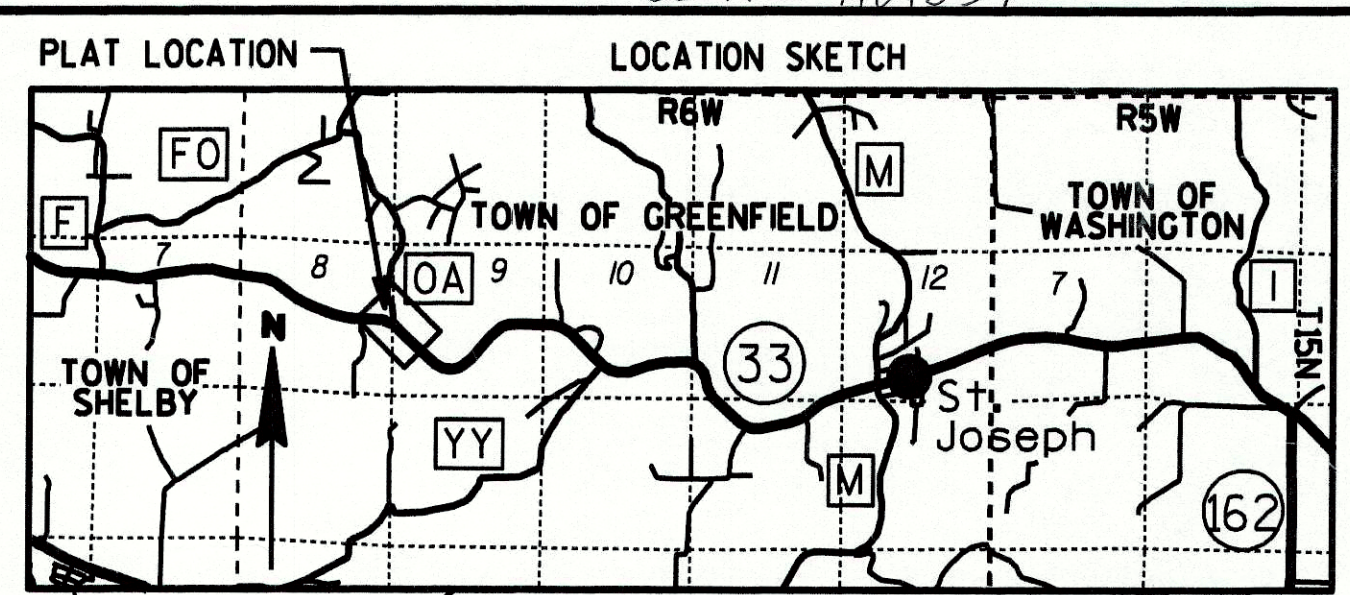 PLAT LOCATION
LOCATION SKETCH
R6W
R5W
FO
M
F
TOWN OF GREENFIELD
TOWN OF
WASHINGTON
7
8
OA
9
10
11
12
7
I
N
T15N
33
TOWN OF
SHELBY
St.
Joseph
YY
M
162